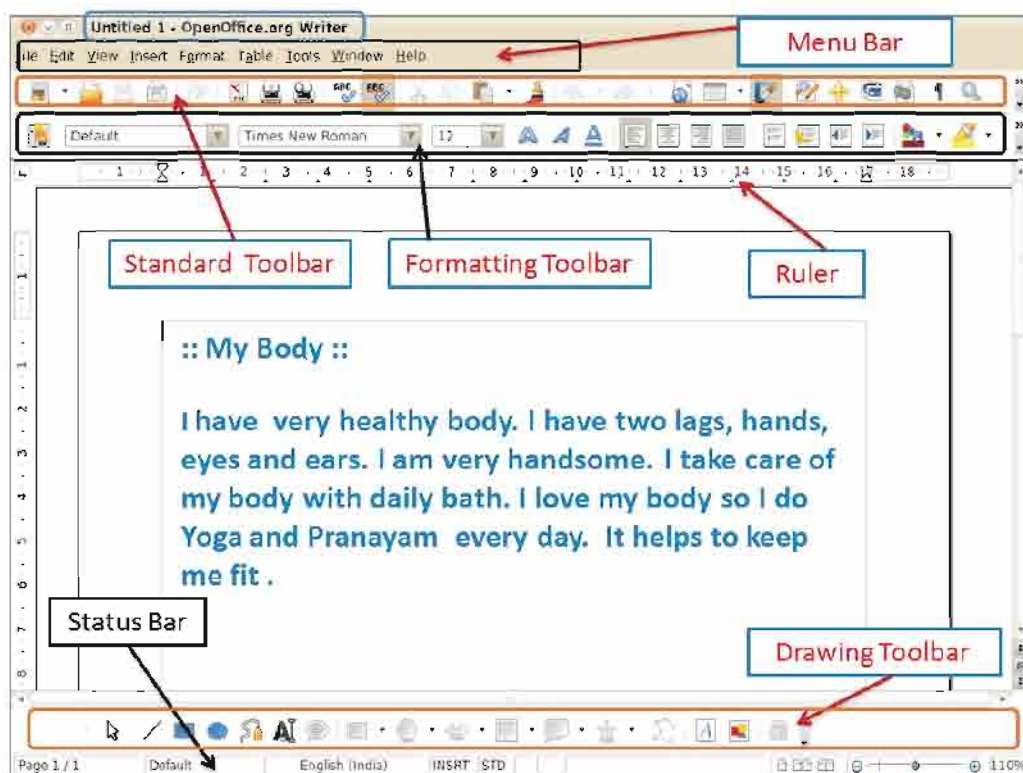 Untitled 1 - OpenOffice.org Writer
File Edit View Insert Format Table Tools Window Help
Menu Bar
Default Times New Roman 12
1 1 2 3 4 5 6 7 8 9 10 11 12 13 14 15 16 17 18
Standard Toolbar
Formatting Toolbar
Ruler
:: My Body ::
I have very healthy body. I have two lags, hands,
eyes and ears. I am very handsome. I take care of
my body with daily bath. I love my body so I do
Yoga and Pranayam every day. It helps to keep
me fit .
Status Bar
Drawing Toolbar
Page 1 / 1 Default English (India) INSRT STD 110%